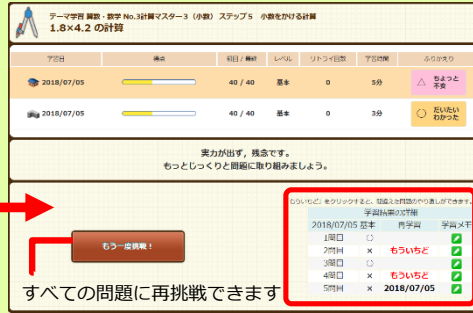 テーマ学習 算数・数学 No.3計算マスター3（小数） ステップ5 小数をかける計算
1.8×4.2 の計算
学習日 得点 初回 / 最終 レベル リトライ回数 学習時間 ふりかえり
2018/07/05 40 / 40 基本 0 5分 △ ちょっと不安
2018/07/05 40 / 40 基本 0 3分 ○ だいたいわかった
実力が出ず，残念です。
もっとじっくりと問題に取り組みましょう。
もういちど」をクリックすると、間違えた問題のやり直しができます。
学習結果の詳細
2018/07/05 基本 再学習 学習メモ
1問目 ○
2問目 × もういちど
3問目 ○
4問目 × もういちど
5問目 × 2018/07/05
もう一度挑戦！
すべての問題に再挑戦できます